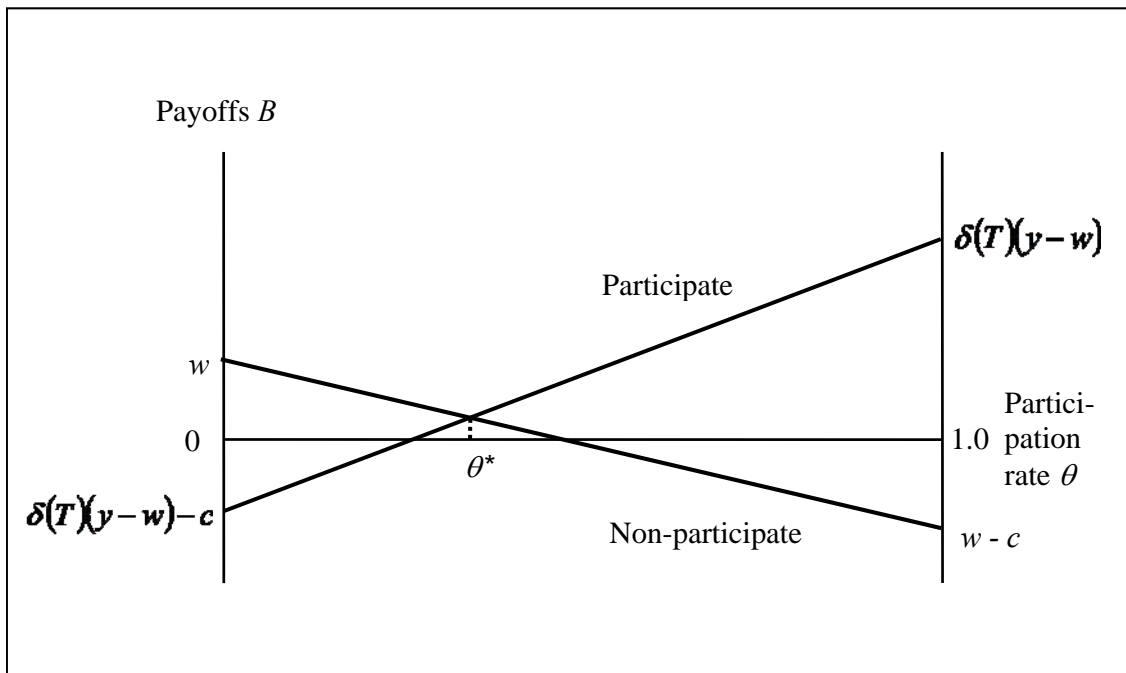 Payoffs B
δ(T)(y−w)
Participate
w
Partici-
0
1.0
pation
θ*
rate θ
δ(T)(y−w)−c
Non-participate
w - c